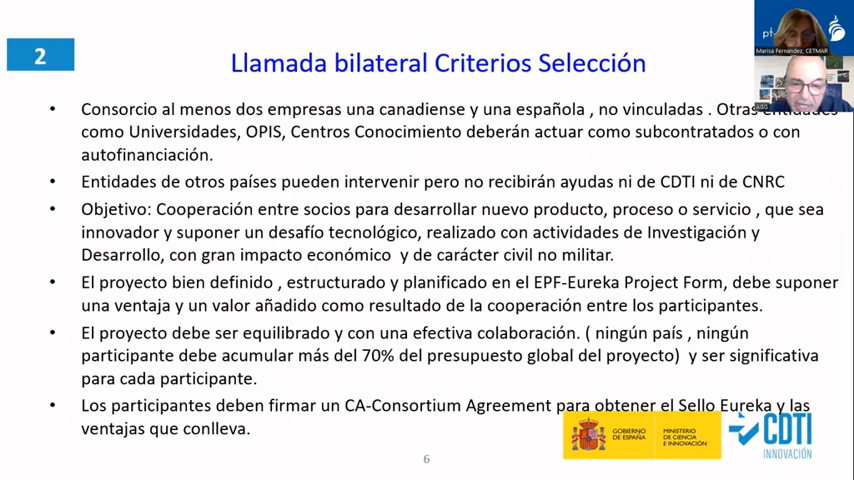 2
Llamada bilateral Criterios Selección
• Consorcio al menos dos empresas una canadiense y una española , no vinculadas . Otras entidades
como Universidades, OPIS, Centros Conocimiento deberán actuar como subcontratados o con
autofinanciación.
• Entidades de otros países pueden intervenir pero no recibirán ayudas ni de CDTI ni de CNRC
• Objetivo: Cooperación entre socios para desarrollar nuevo producto, proceso o servicio , que sea
innovador y suponer un desafío tecnológico, realizado con actividades de Investigación y
Desarrollo, con gran impacto económico y de carácter civil no militar.
• El proyecto bien definido , estructurado y planificado en el EPF-Eureka Project Form, debe suponer
una ventaja y un valor añadido como resultado de la cooperación entre los participantes.
• El proyecto debe ser equilibrado y con una efectiva colaboración. ( ningún país , ningún
participante debe acumular más del 70% del presupuesto global del proyecto) y ser significativa
para cada participante.
• Los participantes deben firmar un CA-Consortium Agreement para obtener el Sello Eureka y las
ventajas que conlleva.
6
GOBIERNO
DE ESPAÑA
MINISTERIO
DE CIENCIA
E INNOVACIÓN
CDTI
INNOVACIÓN
Marisa Fernández, CETMAR